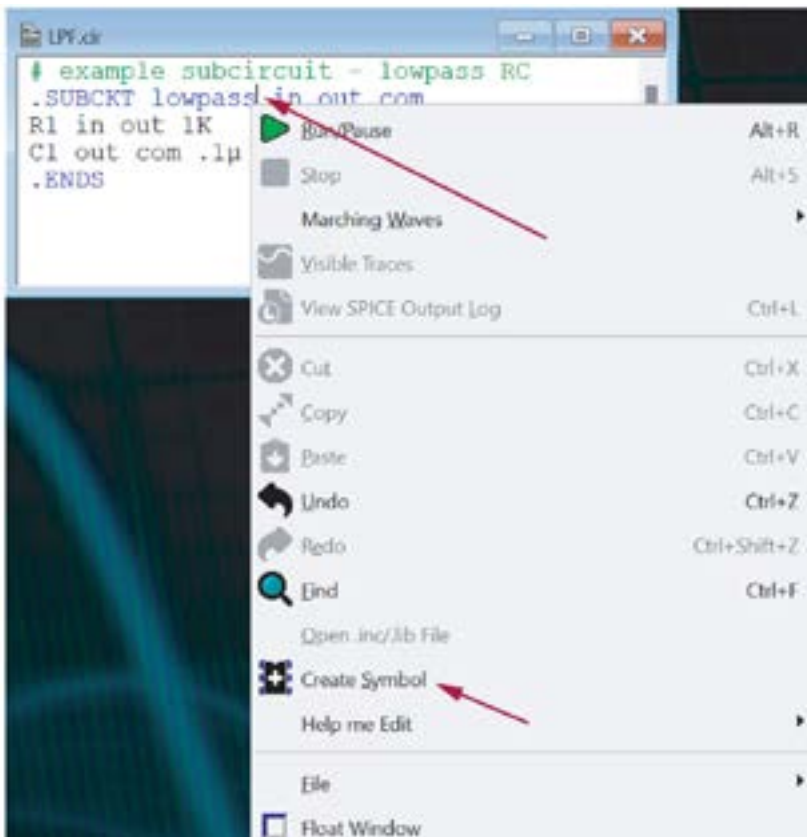 LPF.cir
# example subcircuit - lowpass RC
.SUBCKT lowpass in out com
R1 in out 1K
C1 out com .1µ
.ENDS
Run/Pause Alt+R
Stop Alt+S
Marching Waves
Visible Traces
View SPICE Output Log Ctrl+L
Cut Ctrl+X
Copy Ctrl+C
Paste Ctrl+V
Undo Ctrl+Z
Redo Ctrl+Shift+Z
Find Ctrl+F
Open .inc/.lib File
Create Symbol
Help me Edit
File
Float Window